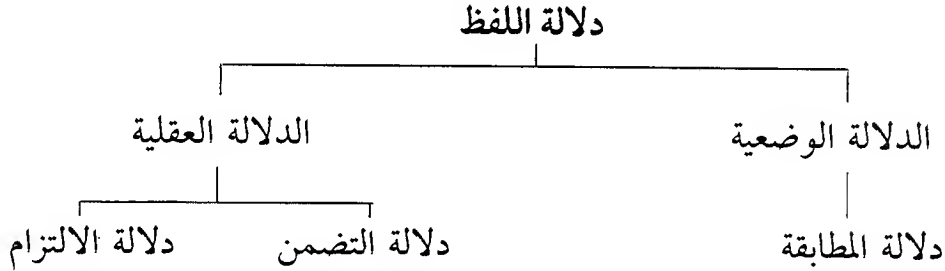 دلالة اللفظ
الدلالة الوضعية الدلالة العقلية
دلالة المطابقة دلالة التضمن دلالة الالتزام